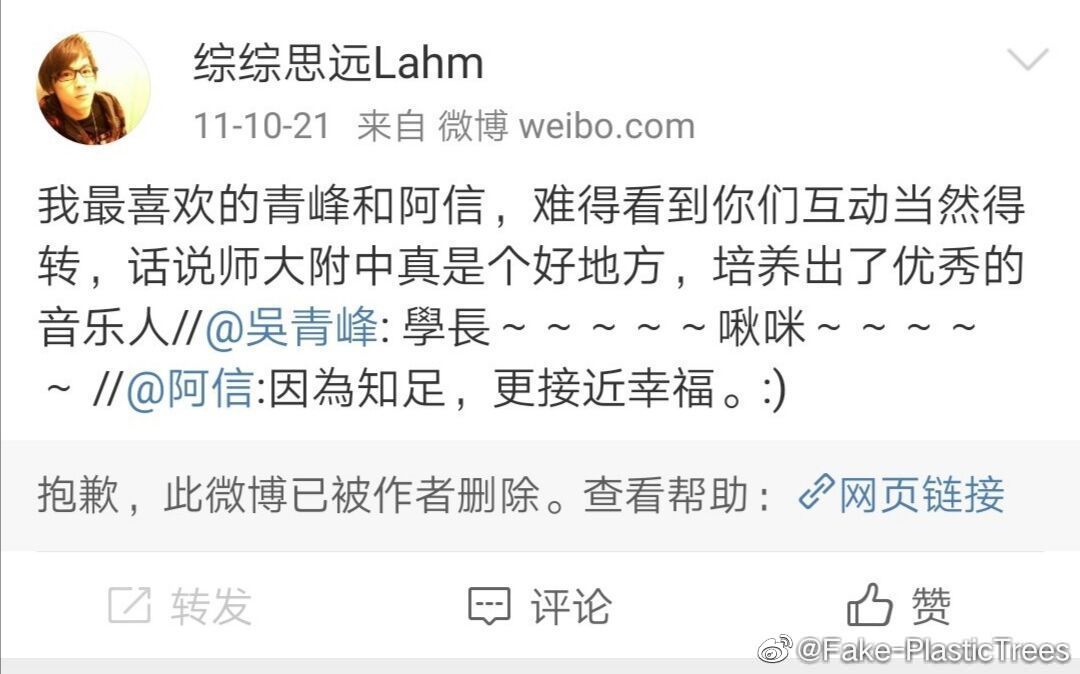 综综思远Lahm
11-10-21 来自 微博 weibo.com
我最喜欢的青峰和阿信，难得看到你们互动当然得
转，话说师大附中真是个好地方，培养出了优秀的
音乐人//@吳青峰: 學長～～～～～啾咪～～～～
～ //@阿信:因為知足，更接近幸福。:)
抱歉，此微博已被作者删除。查看帮助：网页链接
转发 评论 赞
@Fake-PlasticTrees